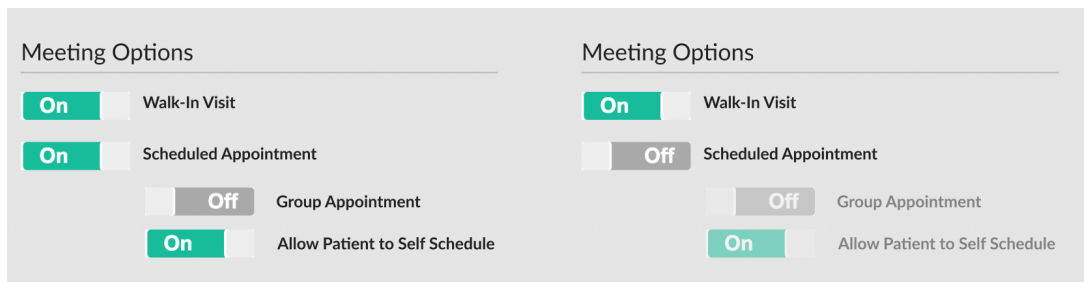 Meeting Options
On Walk-In Visit
On Scheduled Appointment
Off Group Appointment
On Allow Patient to Self Schedule
Meeting Options
On Walk-In Visit
Off Scheduled Appointment
Off Group Appointment
On Allow Patient to Self Schedule